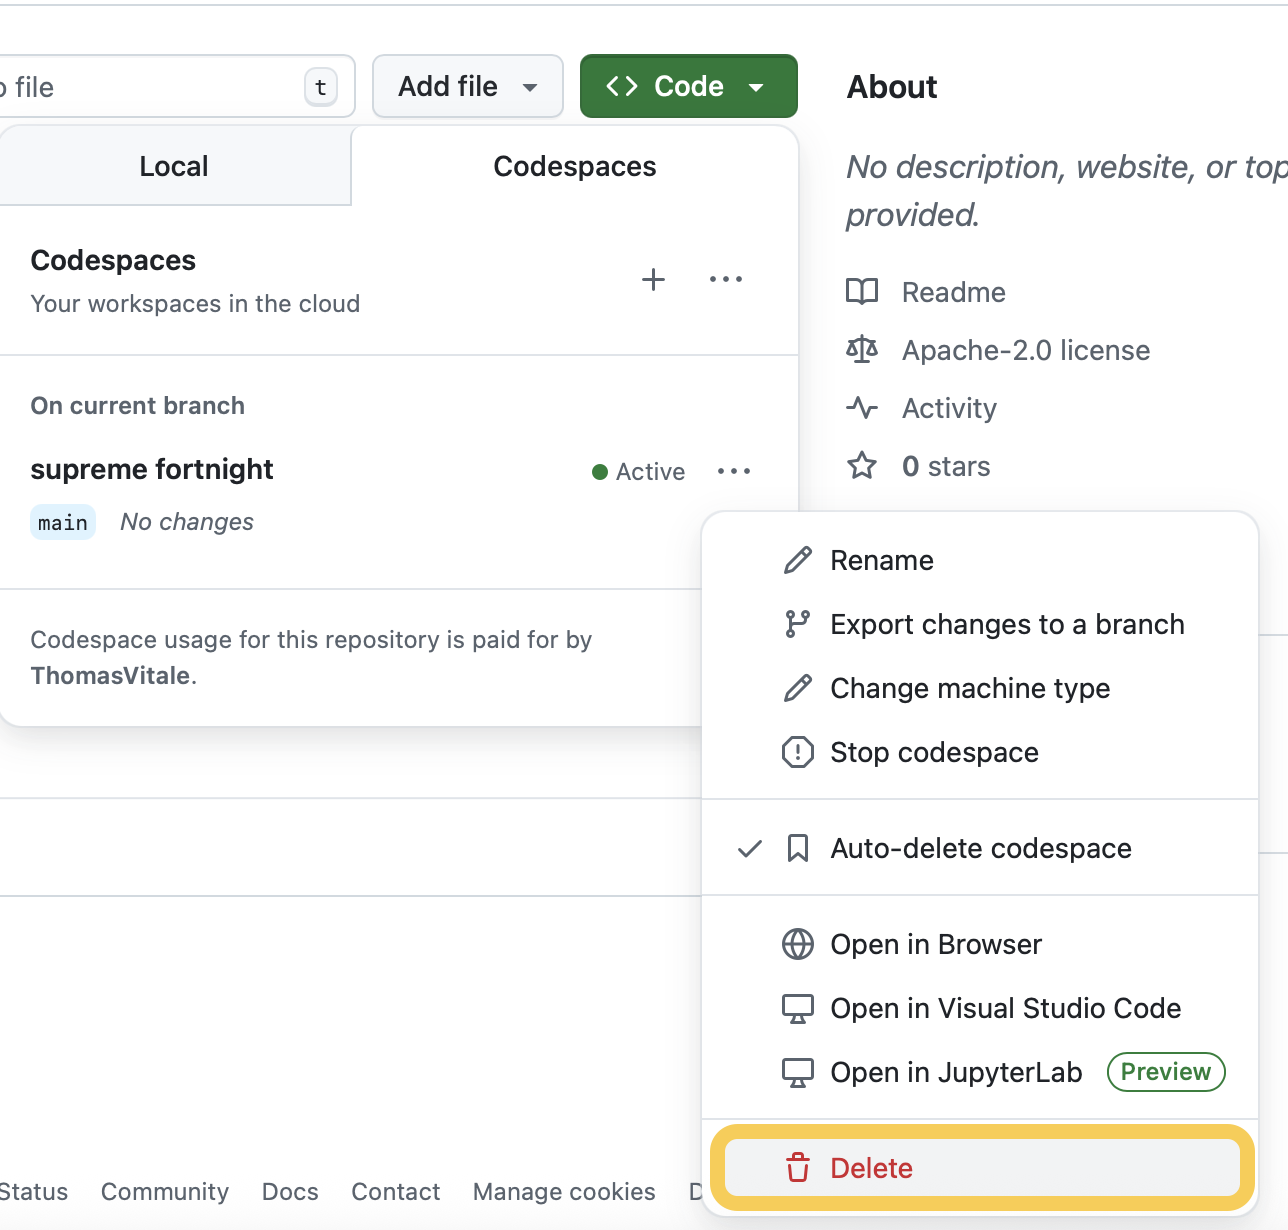 file
t
Add file
Code
About
Local
Codespaces
No description, website, or
provided.
Codespaces
Your workspaces in the cloud
Readme
Apache-2.0 license
Activity
0 stars
On current branch
supreme fortnight
Active
main
No changes
Codespace usage for this repository is paid for by
ThomasVitale.
Rename
Export changes to a branch
Change machine type
Stop codespace
Auto-delete codespace
Open in Browser
Open in Visual Studio Code
Open in JupyterLab
Preview
Delete
Status
Community
Docs
Contact
Manage cookies